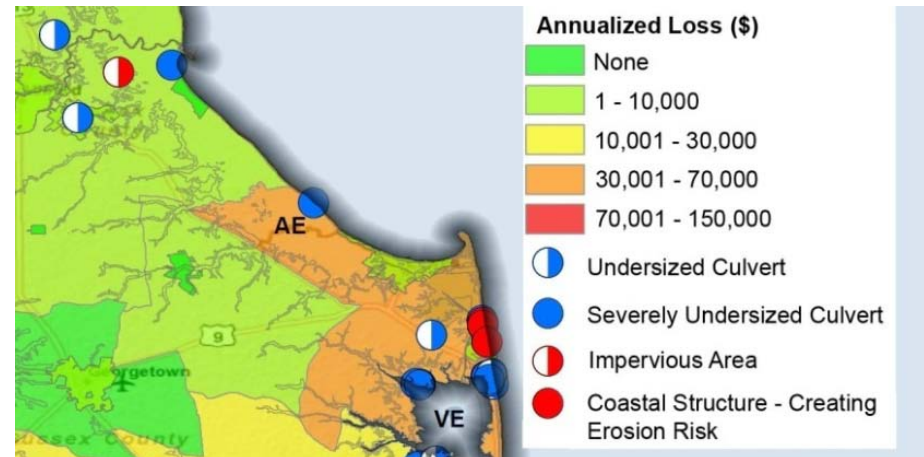 Annualized Loss ($)
None
1 - 10,000
10,001 - 30,000
30,001 - 70,000
70,001 - 150,000
Undersized Culvert
Severely Undersized Culvert
Impervious Area
Coastal Structure - Creating
Erosion Risk
AE
9
VE
County